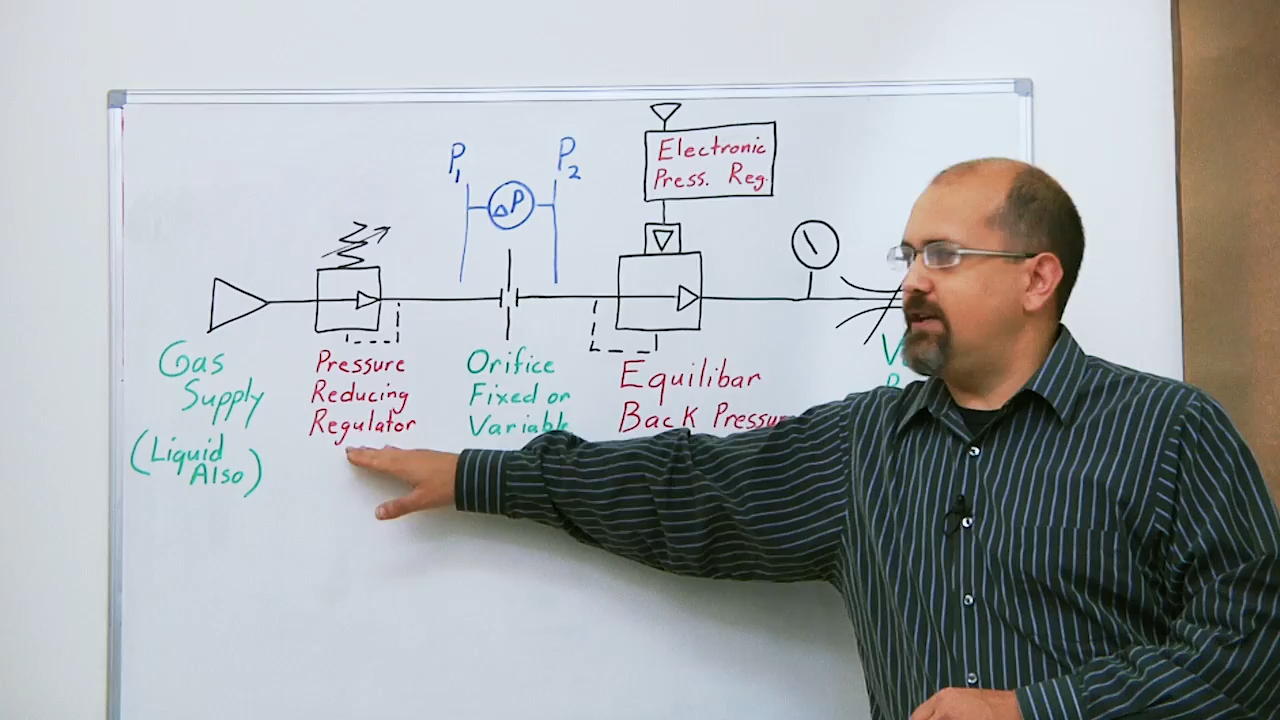 P1
P2
ΔP
Electronic
Press. Reg.
Gas
Supply
(Liquid
Also)
Pressure
Reducing
Regulator
Orifice
Fixed or
Variable
Equilibar
Back